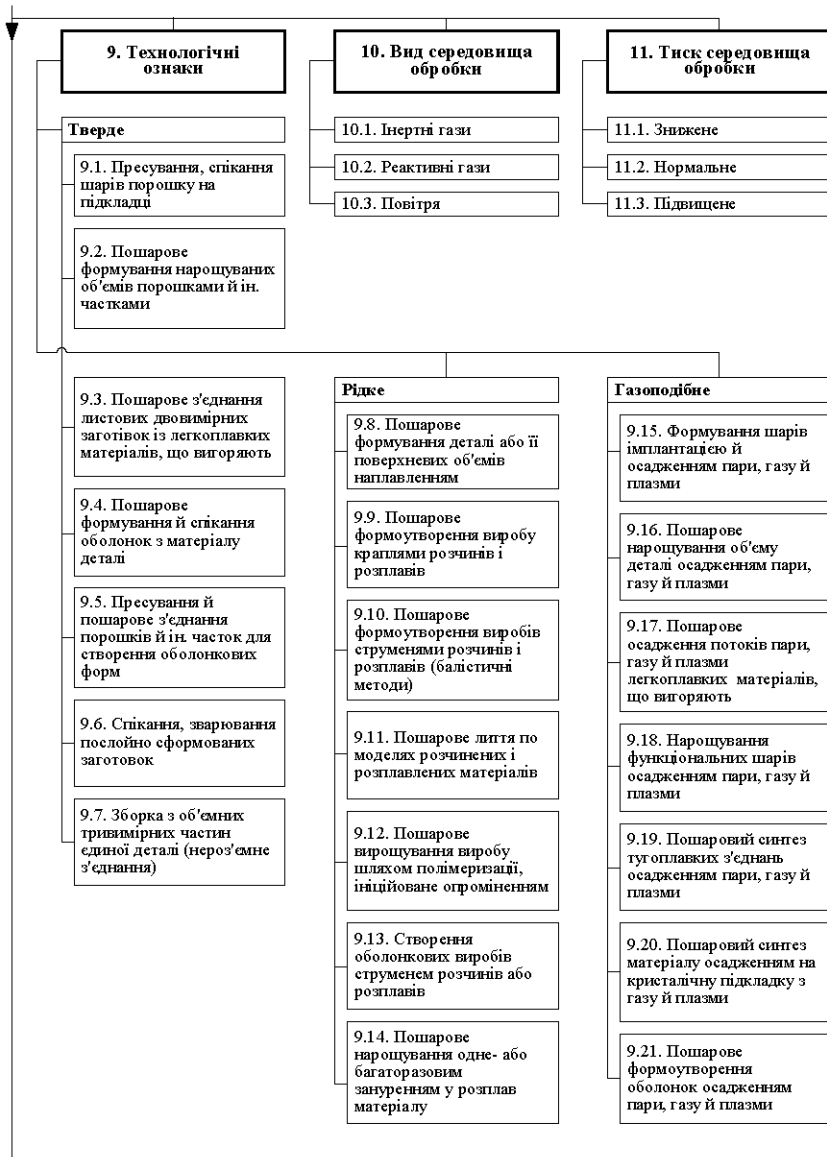 9. Технологічні
ознаки
10. Вид середовища
обробки
11. Тиск середовища
обробки
Тверде
9.1. Пресування, спікання
шарів порошку на
підкладці
9.2. Пошарове
формування нарощуваних
об'ємів порошками й ін.
частками
10.1. Інертні гази
10.2. Реактивні гази
10.3. Повітря
11.1. Знижене
11.2. Нормальне
11.3. Підвищене
9.3. Пошарове з'єднання
листових двовимірних
заготівок із легкоплавких
матеріалів, що вигоряють
9.4. Пошарове
формування й спікання
оболонок з матеріалу
деталі
9.5. Пресування й
пошарове з'єднання
порошків й ін. часток для
створення оболонкових
форм
9.6. Спікання, зварювання
послойно сформованих
заготовок
9.7. Зборка з об'ємних
тривимірних частин
єдиної деталі (нероз'ємне
з'єднання)
Рідке
9.8. Пошарове
формування деталі або її
поверхневих об'ємів
наплавленням
9.9. Пошарове
формоутворення виробу
краплями розчинів і
розплавів
9.10. Пошарове
формоутворення виробів
струменями розчинів і
розплавів (балістичні
методи)
9.11. Пошарове лиття по
моделях розчинених і
розплавлених матеріалів
9.12. Пошарове
вирощування виробу
шляхом полімеризації,
ініційоване опроміненням
9.13. Створення
оболонкових виробів
струменем розчинів або
розплавів
9.14. Пошарове
нарощування одне- або
багаторазовим
зануренням у розплав
матеріалу
Газоподібне
9.15. Формування шарів
імплантацією й
осадженням пари, газу й
плазми
9.16. Пошарове
нарощування об'єму
деталі осадженням пари,
газу й плазми
9.17. Пошарове
осадження потоків пари,
газу й плазми
легкоплавких матеріалів,
що вигоряють
9.18. Нарощування
функціональних шарів
осадженням пари, газу й
плазми
9.19. Пошаровий синтез
тугоплавких з'єднань
осадженням пари, газу й
плазми
9.20. Пошаровий синтез
матеріалу осадженням на
кристалічну підкладку з
газу й плазми
9.21. Пошарове
формоутворення
оболонок осадженням
пари, газу й плазми